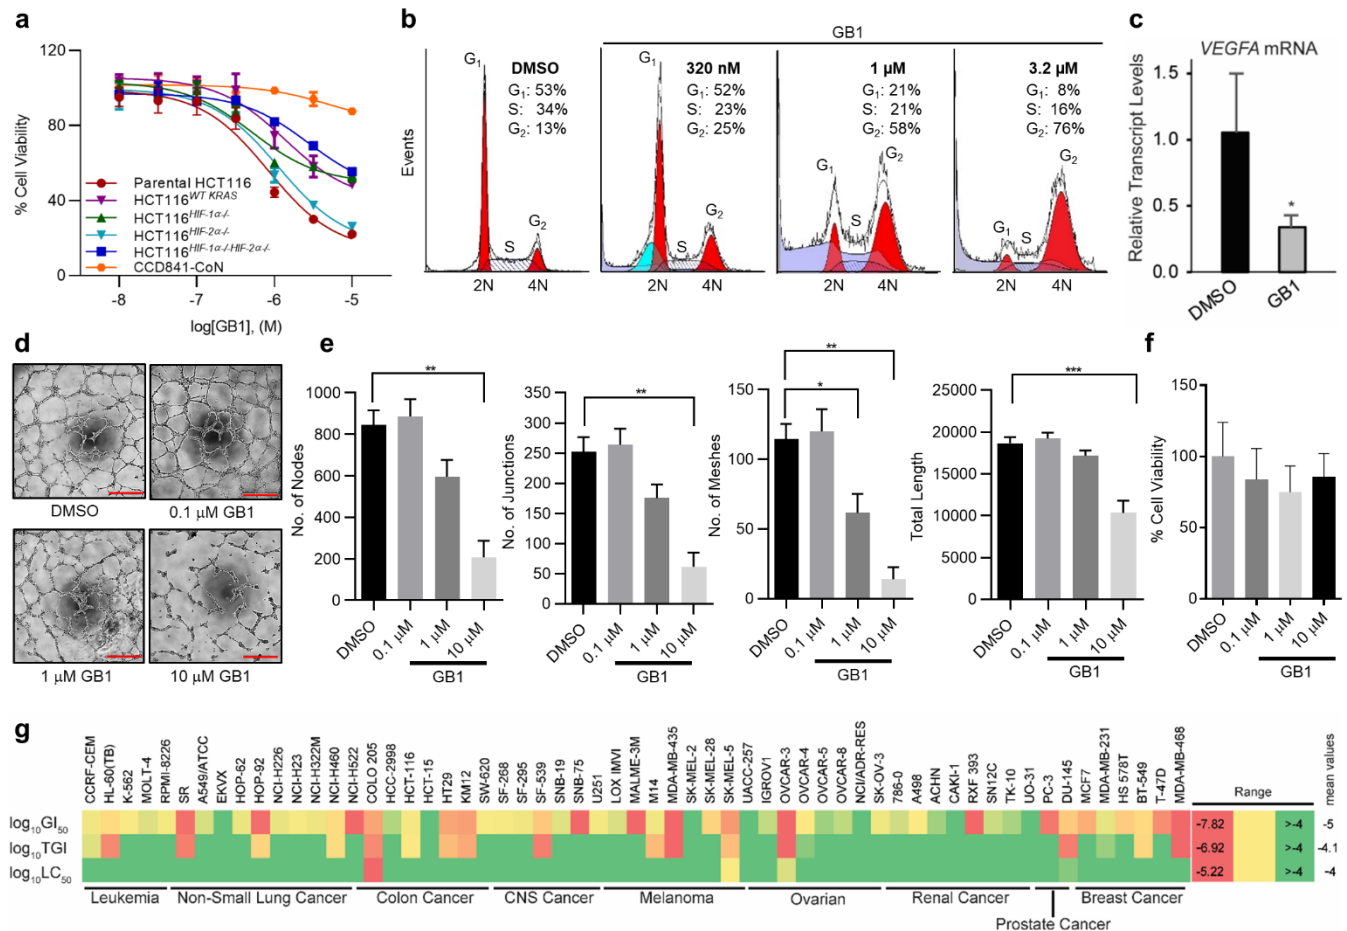 a
120
80
40
0
% Cell Viability
Parental HCT116
HCT116WT KRAS
HCT116HIF-1α-/-
HCT116HIF-2α-/-
HCT116HIF-1α-/-HIF-2α-/-
CCD841-CoN
-8 -7 -6 -5
log[GB1], (M)
b
GB1
Events
G1
DMSO
G1: 53%
S: 34%
G2: 13%
S
G2
2N 4N
G1
320 nM
G1: 52%
S: 23%
G2: 25%
S
G2
2N 4N
1 µM
G1: 21%
S: 21%
G2: 58%
G1
S
G2
2N 4N
3.2 µM
G1: 8%
S: 16%
G2: 76%
G1
S
G2
2N 4N
c
VEGFA mRNA
Relative Transcript Levels
1.5
1.0
0.5
0.0
*
DMSO
GB1
d
DMSO
0.1 µM GB1
1 µM GB1
10 µM GB1
e
No. of Nodes
1000
800
600
400
200
0
**
DMSO
0.1 µM
1 µM
10 µM
GB1
No. of Junctions
350
300
250
200
150
100
50
0
**
DMSO
0.1 µM
1 µM
10 µM
GB1
No. of Meshes
150
100
50
0
**
*
DMSO
0.1 µM
1 µM
10 µM
GB1
Total Length
25000
20000
15000
10000
5000
0
***
DMSO
0.1 µM
1 µM
10 µM
GB1
f
% Cell Viability
150
100
50
0
DMSO
0.1 µM
1 µM
10 µM
GB1
g
CCRF-CEM
HL-60(TB)
K-562
MOLT-4
RPMI-8226
SR
A549/ATCC
EKVX
HOP-62
HOP-92
NCI-H226
NCI-H23
NCI-H322M
NCI-H460
NCI-H522
COLO 205
HCC-2998
HCT-116
HCT-15
HT29
KM12
SW-620
SF-268
SF-295
SF-539
SNB-19
SNB-75
U251
LOX IMVI
MALME-3M
M14
MDA-MB-435
SK-MEL-2
SK-MEL-28
SK-MEL-5
UACC-257
IGROV1
OVCAR-3
OVCAR-4
OVCAR-5
OVCAR-8
NCI/ADR-RES
SK-OV-3
786-0
A498
ACHN
CAKI-1
RXF 393
SN12C
TK-10
UO-31
PC-3
DU-145
MCF7
MDA-MB-231
HS 578T
BT-549
T-47D
MDA-MB-468
Range
mean values
log10GI50
-7.82 >-4 -5
log10TGI
-6.92 >-4 -4.1
log10LC50
-5.22 >-4 -4
Leukemia
Non-Small Lung Cancer
Colon Cancer
CNS Cancer
Melanoma
Ovarian
Renal Cancer
Prostate Cancer
Breast Cancer